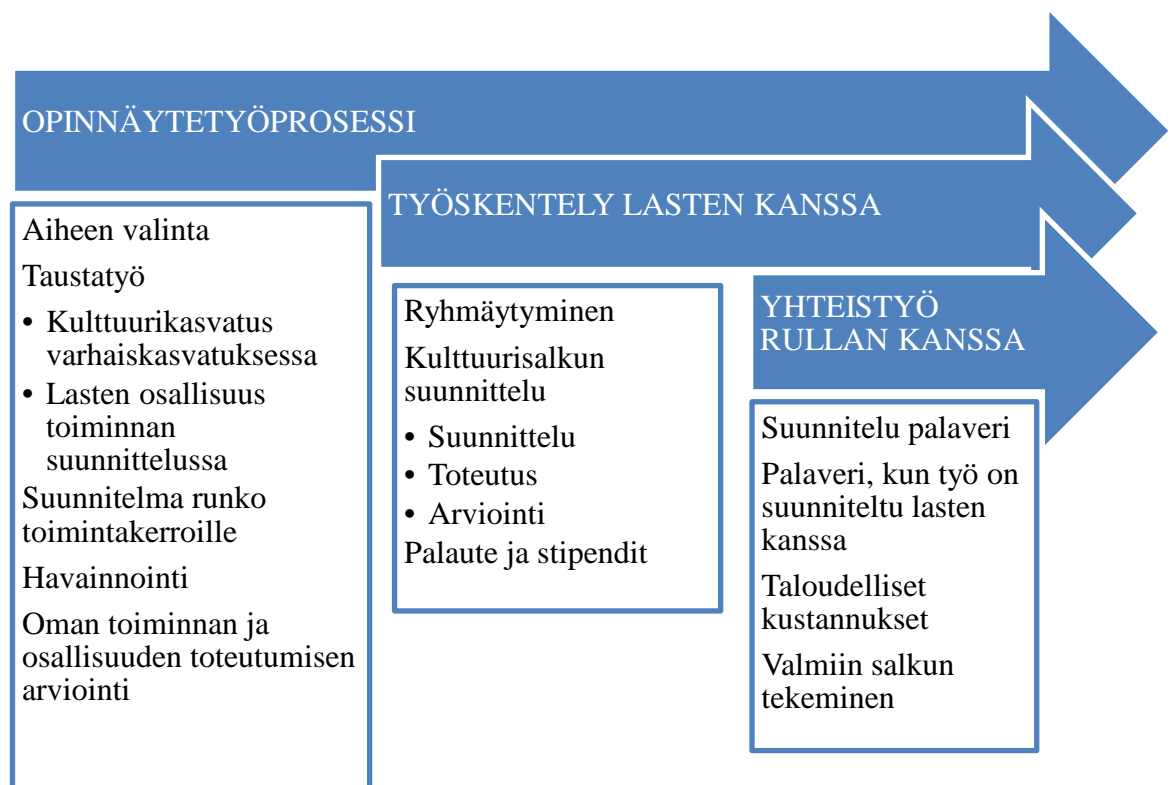 OPINNÄYTETYÖPROSESSI
Aiheen valinta
Taustatyö
• Kulttuurikasvatus
varhaiskasvatuksessa
• Lasten osallisuus
toiminnan
suunnittelussa
Suunnitelma runko
toimintakerroille
Havainnointi
Oman toiminnan ja
osallisuuden toteutumisen
arviointi
TYÖSKENTELY LASTEN KANSSA
Ryhmäytyminen
Kulttuurisalkun
suunnittelu
• Suunnittelu
• Toteutus
• Arviointi
Palaute ja stipendit
YHTEISTYÖ
RULLAN KANSSA
Suunnitelu palaveri
Palaveri, kun työ on
suunniteltu lasten
kanssa
Taloudelliset
kustannukset
Valmiin salkun
tekeminen